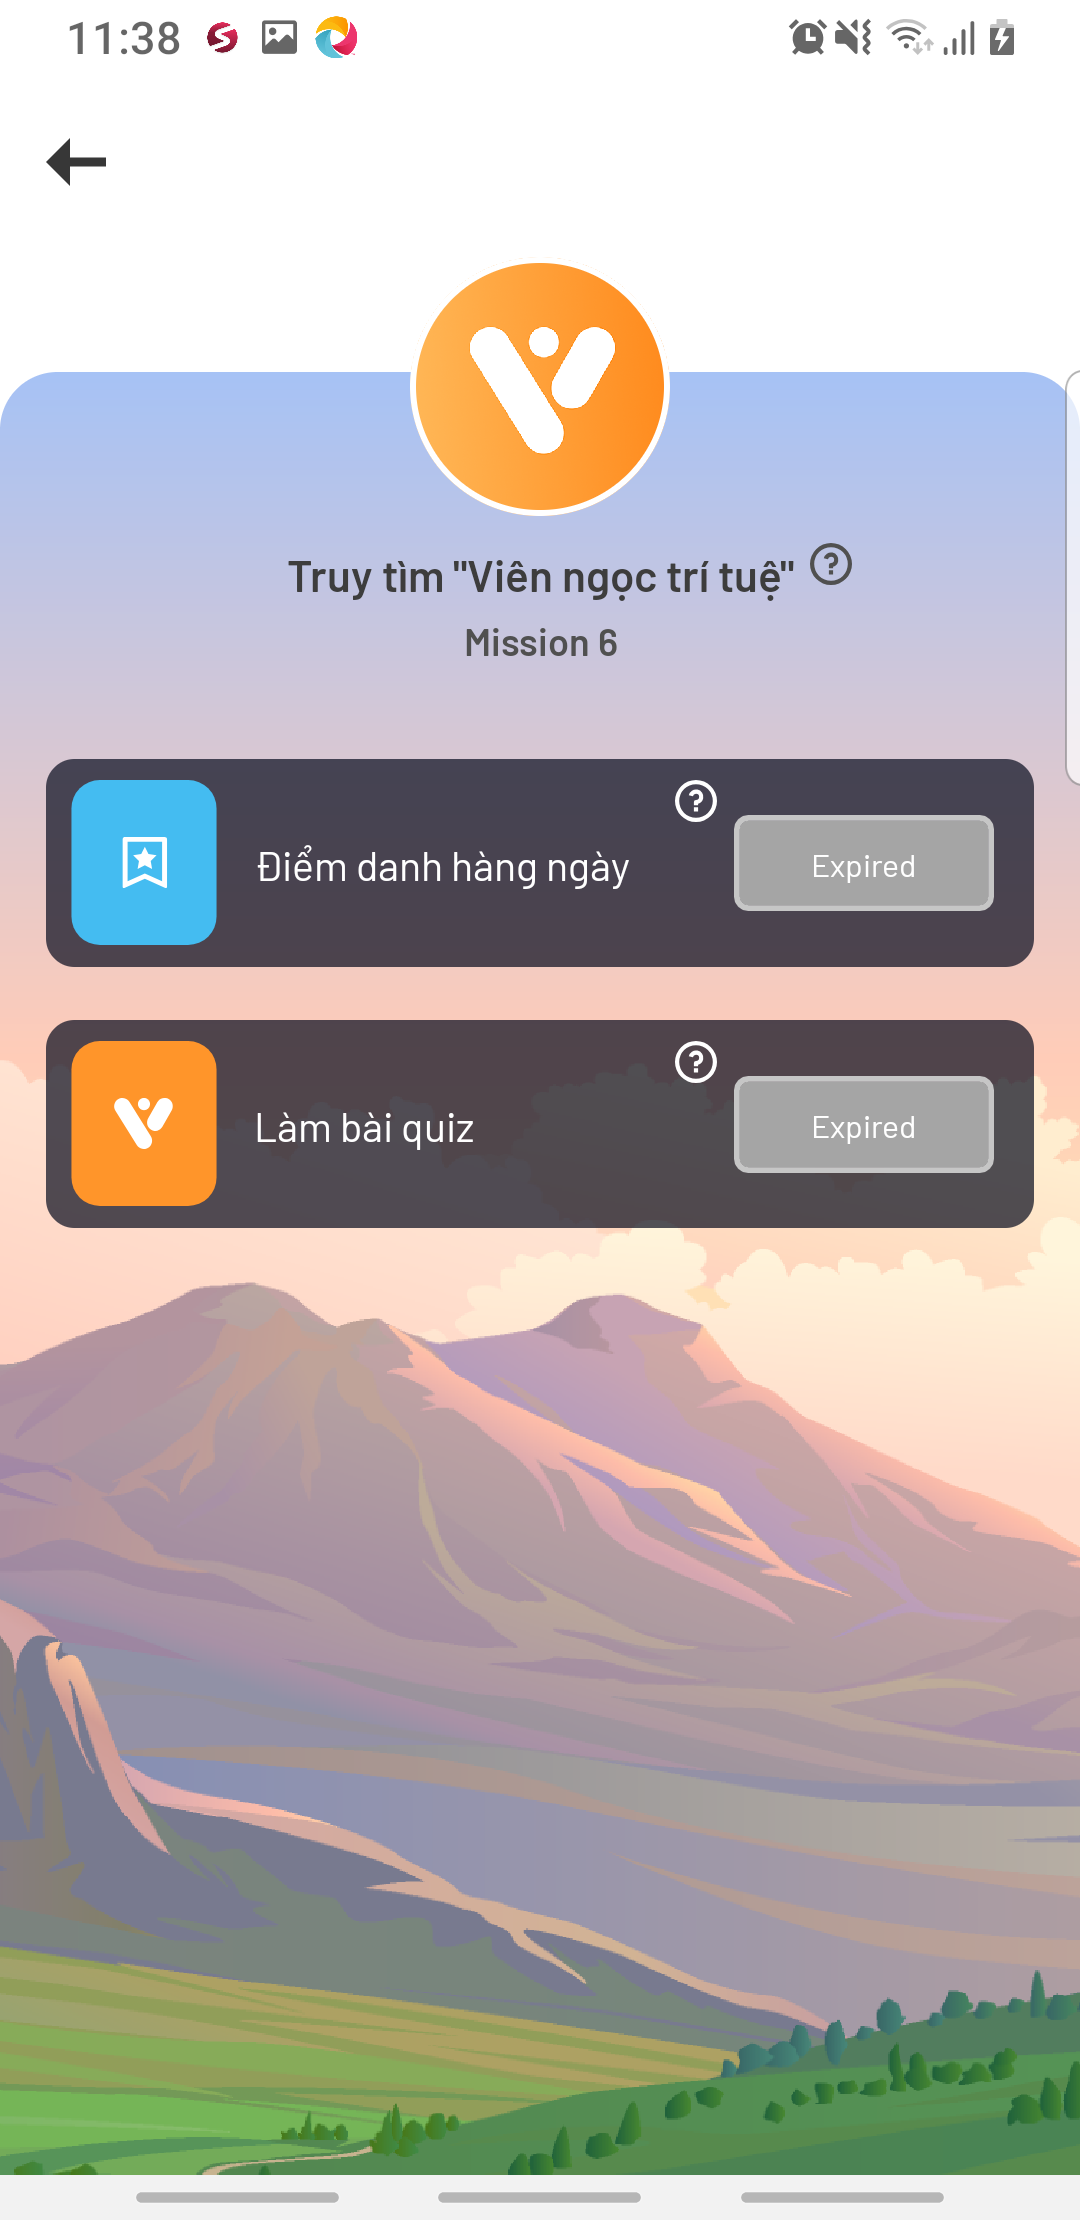 11:38
Truy tìm "Viên ngọc trí tuệ" ?
Mission 6
?
Điểm danh hàng ngày
Expired
?
Làm bài quiz
Expired